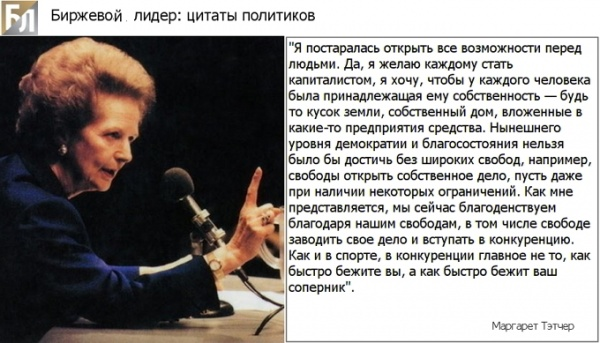 БЛ
Биржевой лидер: цитаты политиков
"Я постаралась открыть все возможности перед
людьми. Да, я желаю каждому стать
капиталистом, я хочу, чтобы у каждого человека
была принадлежащая ему собственность — будь
то кусок земли, собственный дом, вложенные в
какие-то предприятия средства. Нынешнего
уровня демократии и благосостояния нельзя
было бы достичь без широких свобод, например,
свободы открыть собственное дело, пусть даже
при наличии некоторых ограничений. Как мне
представляется, мы сейчас благоденствуем
благодаря нашим свободам, в том числе свободе
заводить свое дело и вступать в конкуренцию.
Как и в спорте, в конкуренции главное не то, как
быстро бежите вы, а как быстро бежит ваш
соперник".
Маргарет Тэтчер